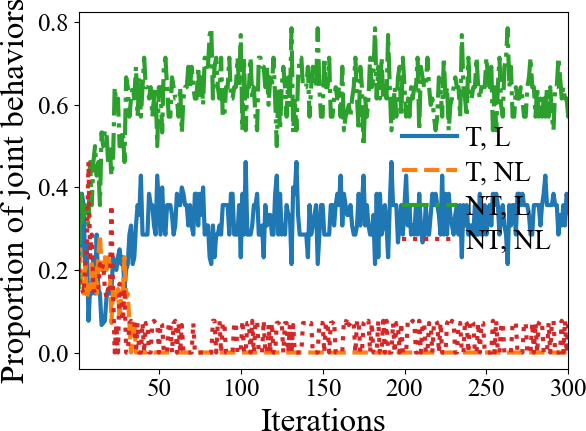 Proportion of joint behaviors
0.8
0.6
0.4
0.2
0.0
T, L
T, NL
NT, L
NT, NL
50
100
150
200
250
300
Iterations